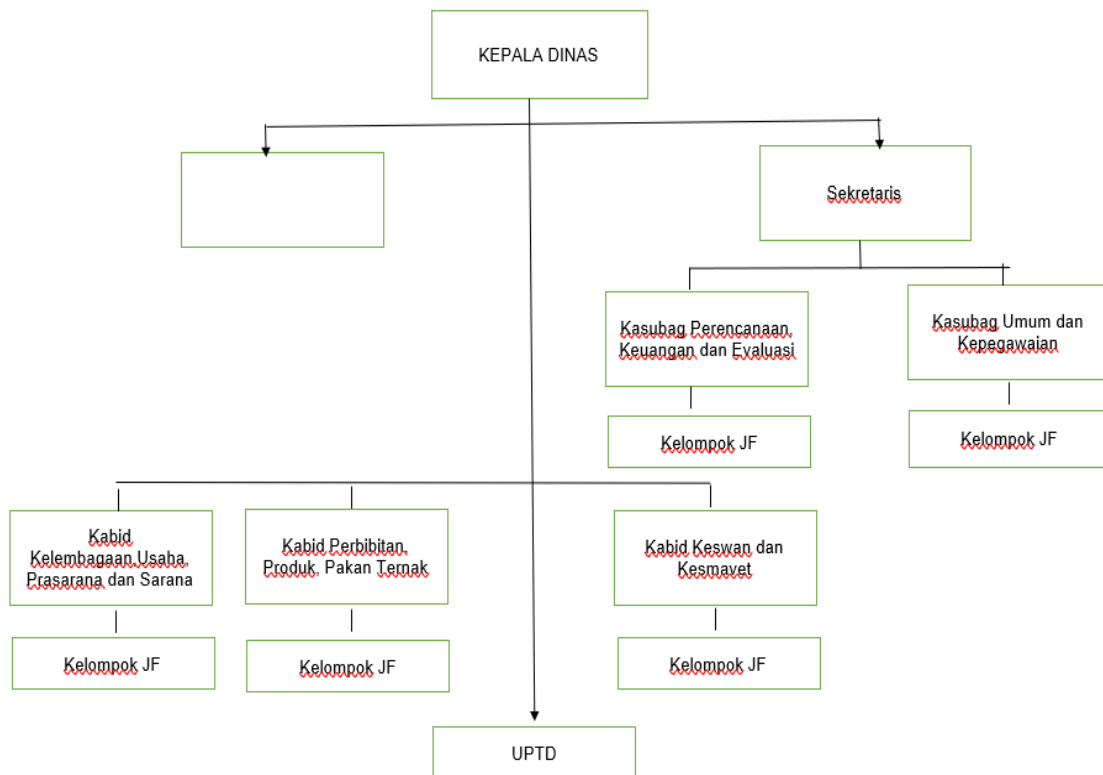 KEPALA DINAS
Sekretaris
Kasubag Perencanaan,
Keuangan dan Evaluasi
Kasubag Umum dan
Kepegawaian
Kelompok JF
Kelompok JF
Kabid
Kelembagaan,Usaha,
Prasarana dan Sarana
Kabid Perbibitan,
Produk, Pakan Ternak
Kabid Keswan dan
Kesmavet
Kelompok JF
Kelompok JF
Kelompok JF
UPTD